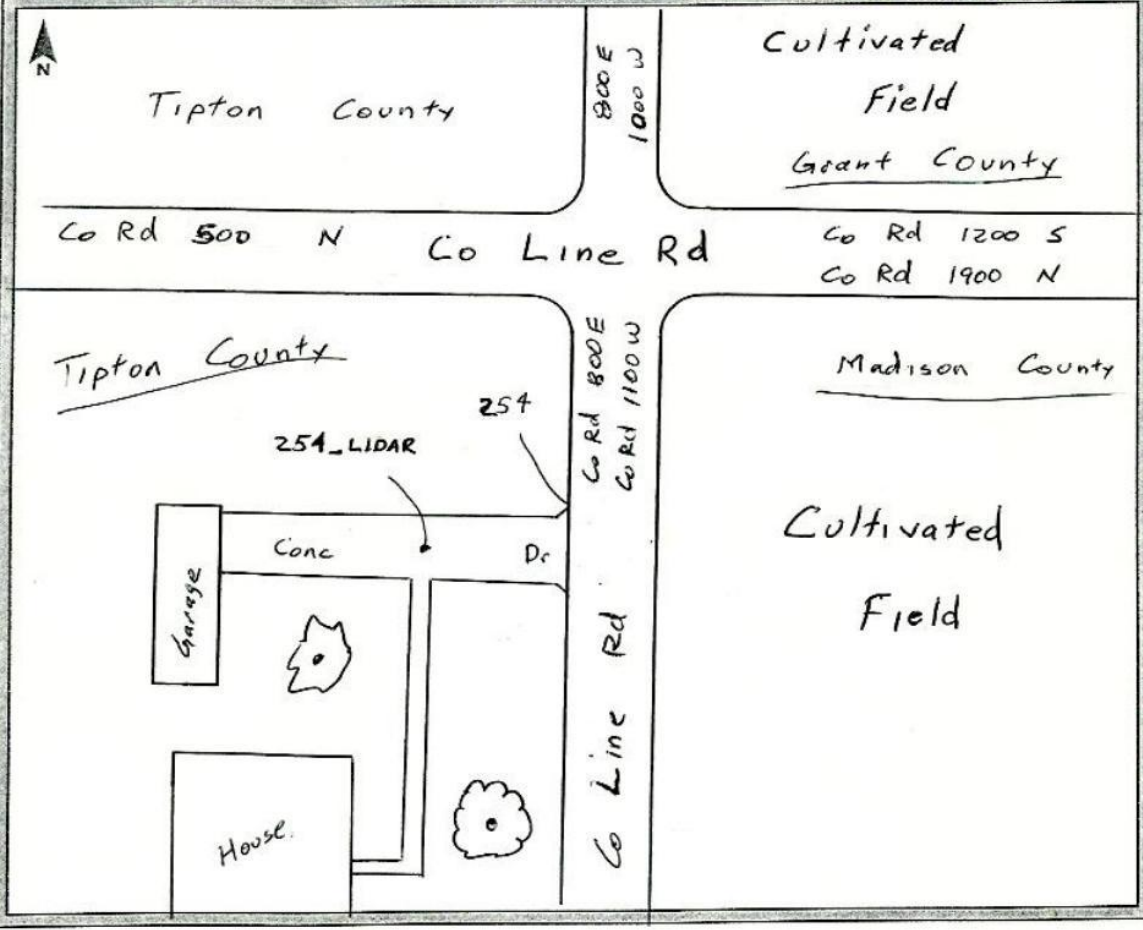 N
Tipton County
800 E
1000 W
Cultivated
Field
Grant County
Co Rd 500 N
Co Line Rd
Co Rd 1200 S
Co Rd 1900 N
Tipton County
Co Rd 800 E
Co Rd 1100 W
Madison County
254
254_LIDAR
Conc
Dr
Garage
House.
Co Line Rd
Cultivated
Field